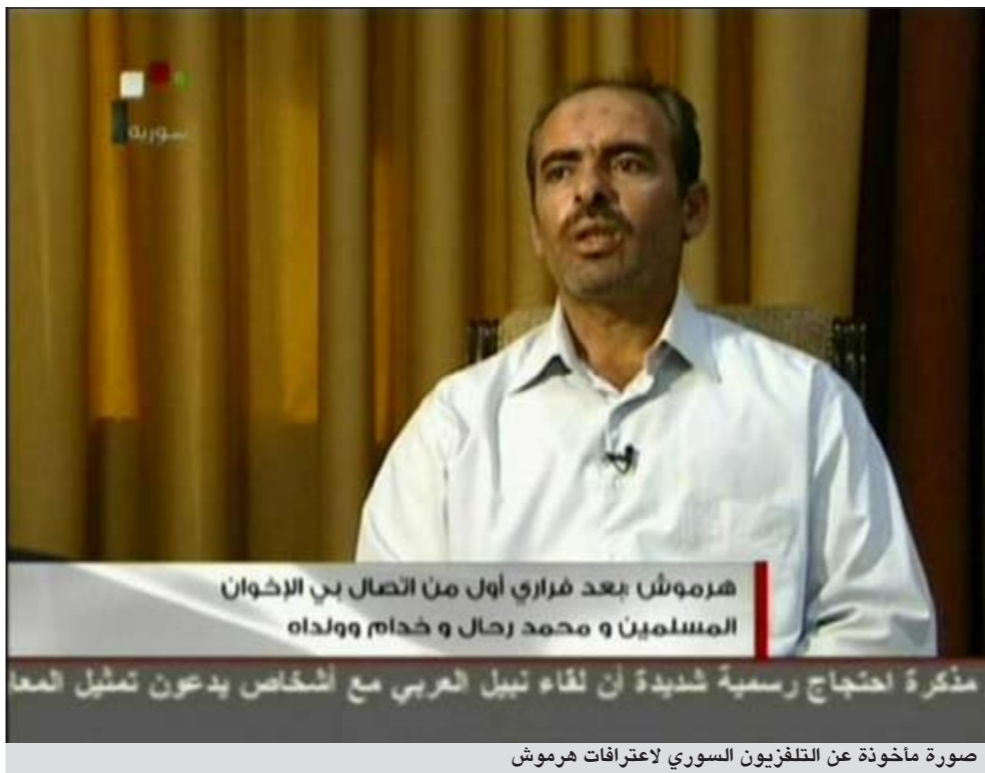 سورية
هرموش :بعد فراري أول من اتصال بي الإخوان
المسلمين و محمد رحال و خدام وولداه
مذكرة احتجاج رسمية شديدة أن لقاء نبيل العربي مع أشخاص يدعون تمثيل المعا
صورة مأخوذة عن التلفزيون السوري لاعترافات هرموش